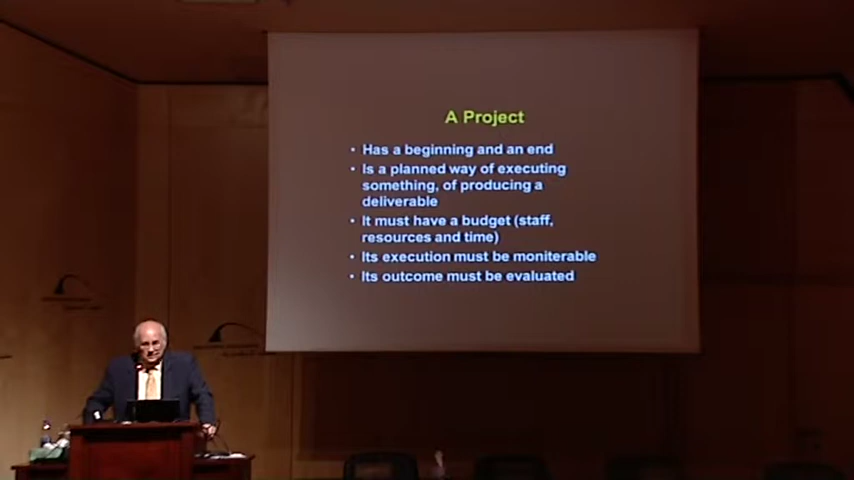 A Project
• Has a beginning and an end
• Is a planned way of executing
something, of producing a
deliverable
• It must have a budget (staff,
resources and time)
• Its execution must be moniterable
• Its outcome must be evaluated